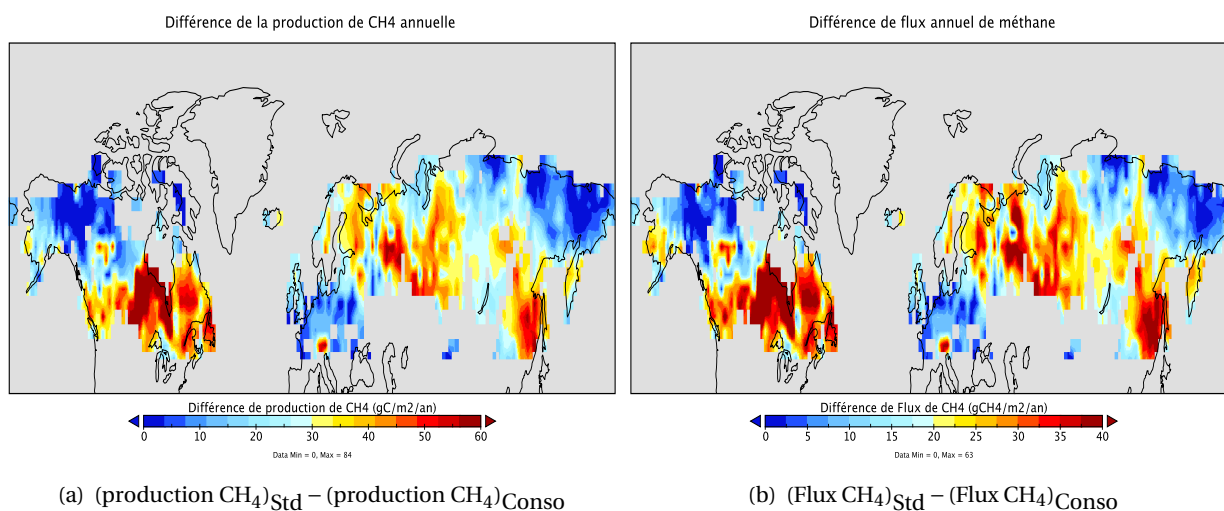 Différence de la production de CH4 annuelle
Différence de production de CH4 (gC/m2/an)
0 10 20 30 40 50 60
Data Min = 0, Max = 84
(a) (production CH4)Std – (production CH4)Conso
Différence de flux annuel de méthane
Différence de Flux de CH4 (gCH4/m2/an)
0 5 10 15 20 25 30 35 40
Data Min = 0, Max = 63
(b) (Flux CH4)Std – (Flux CH4)Conso